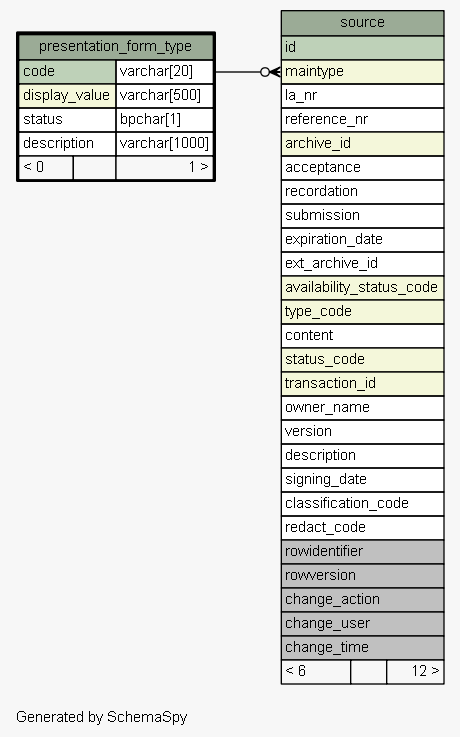 presentation_form_type
code varchar[20]
display_value varchar[500]
status bpchar[1]
description varchar[1000]
< 0 1 >
source
id
maintype
la_nr
reference_nr
archive_id
acceptance
recordation
submission
expiration_date
ext_archive_id
availability_status_code
type_code
content
status_code
transaction_id
owner_name
version
description
signing_date
classification_code
redact_code
rowidentifier
rowversion
change_action
change_user
change_time
< 6 12 >
Generated by SchemaSpy